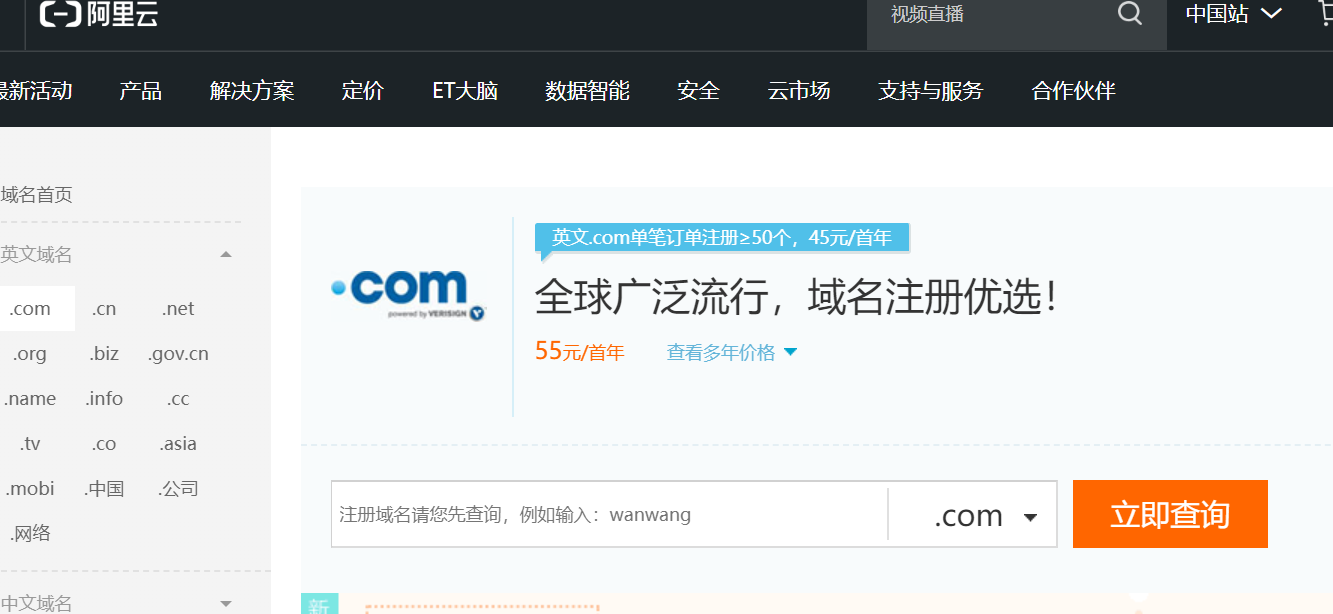 阿里云
视频直播
中国站
最新活动 产品 解决方案 定价 ET大脑 数据智能 安全 云市场 支持与服务 合作伙伴
域名首页
英文域名
.com .cn .net
.org .biz .gov.cn
.name .info .cc
.tv .co .asia
.mobi .中国 .公司
.网络
中文域名
.com
powered by VERISIGN
英文.com单笔订单注册≥50个，45元/首年
全球广泛流行，域名注册优选！
55元/首年 查看多年价格
注册域名请您先查询，例如输入：wanwang
.com
立即查询
新